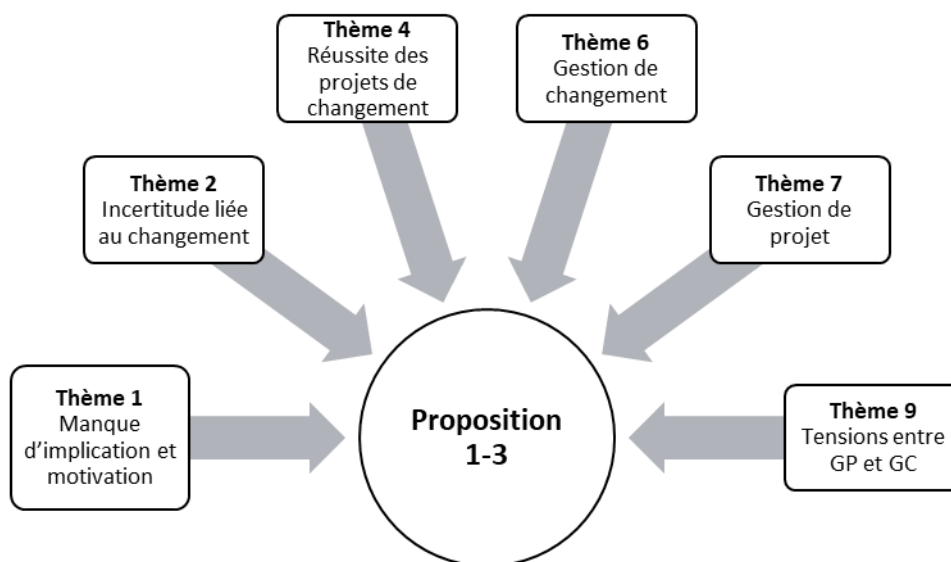 Thème 4
Réussite des
projets de
changement
Thème 6
Gestion de
changement
Thème 2
Incertitude liée
au changement
Thème 7
Gestion de
projet
Thème 1
Manque
d'implication et
motivation
Proposition
1-3
Thème 9
Tensions entre
GP et GC